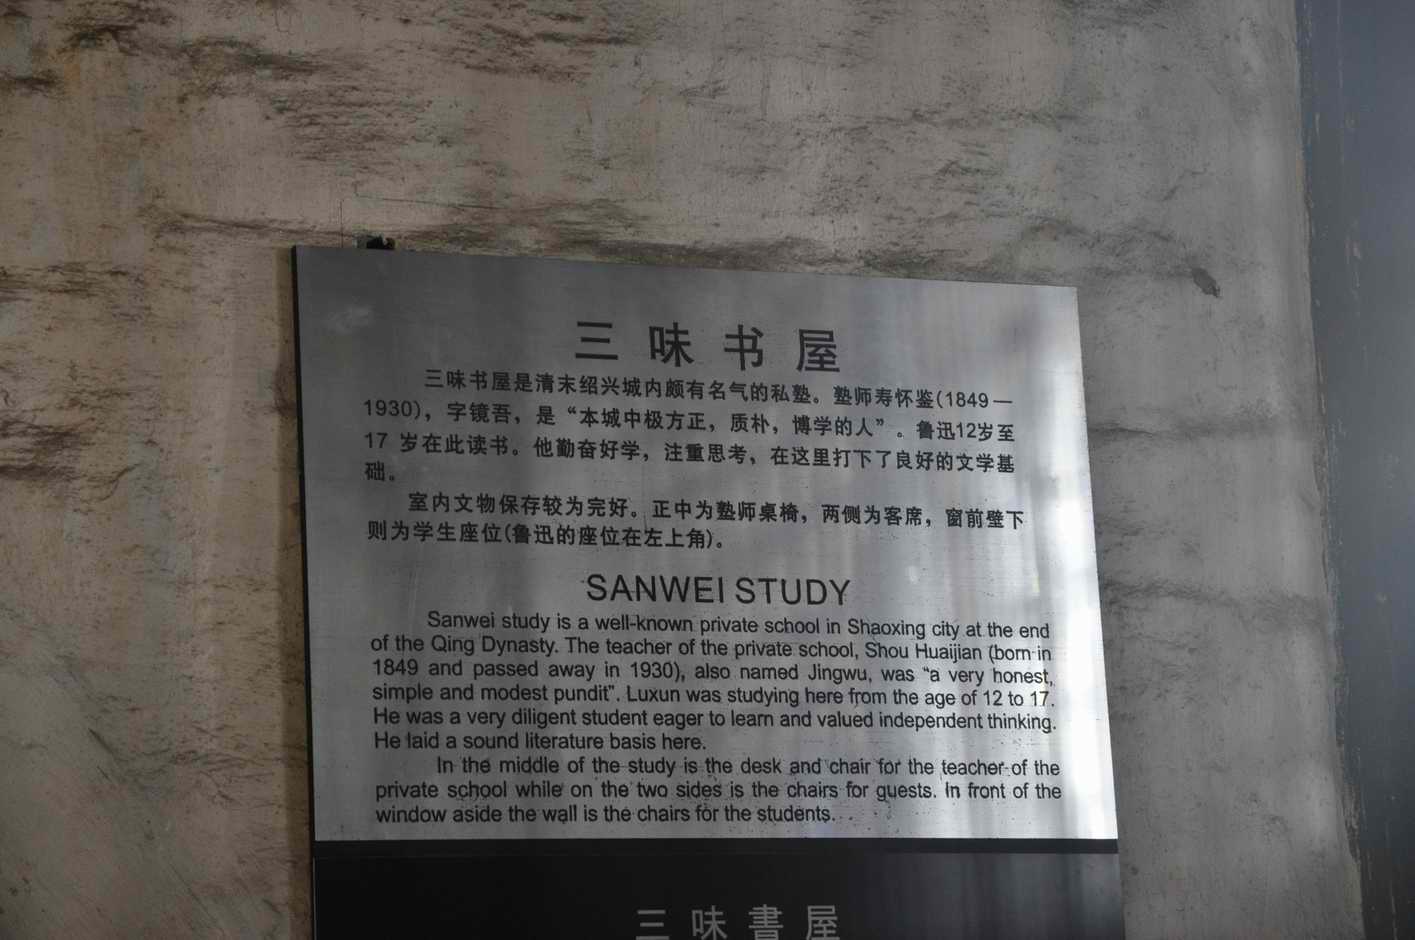 三味书屋
三味书屋是清末绍兴城内颇有名气的私塾。塾师寿怀鉴(1849—
1930)，字镜吾，是“本城中极方正，质朴，博学的人”。鲁迅12岁至
17 岁在此读书。他勤奋好学，注重思考，在这里打下了良好的文学基
础。
室内文物保存较为完好。正中为塾师桌椅，两侧为客席，窗前壁下
则为学生座位(鲁迅的座位在左上角)。
SANWEI STUDY
Sanwei study is a well-known private school in Shaoxing city at the end
of the Qing Dynasty. The teacher of the private school, Shou Huaijian (born in
1849 and passed away in 1930), also named Jingwu, was “a very honest,
simple and modest pundit”. Luxun was studying here from the age of 12 to 17.
He was a very diligent student eager to learn and valued independent thinking.
He laid a sound literature basis here.
In the middle of the study is the desk and chair for the teacher of the
private school while on the two sides is the chairs for guests. In front of the
window aside the wall is the chairs for the students.
三味書屋